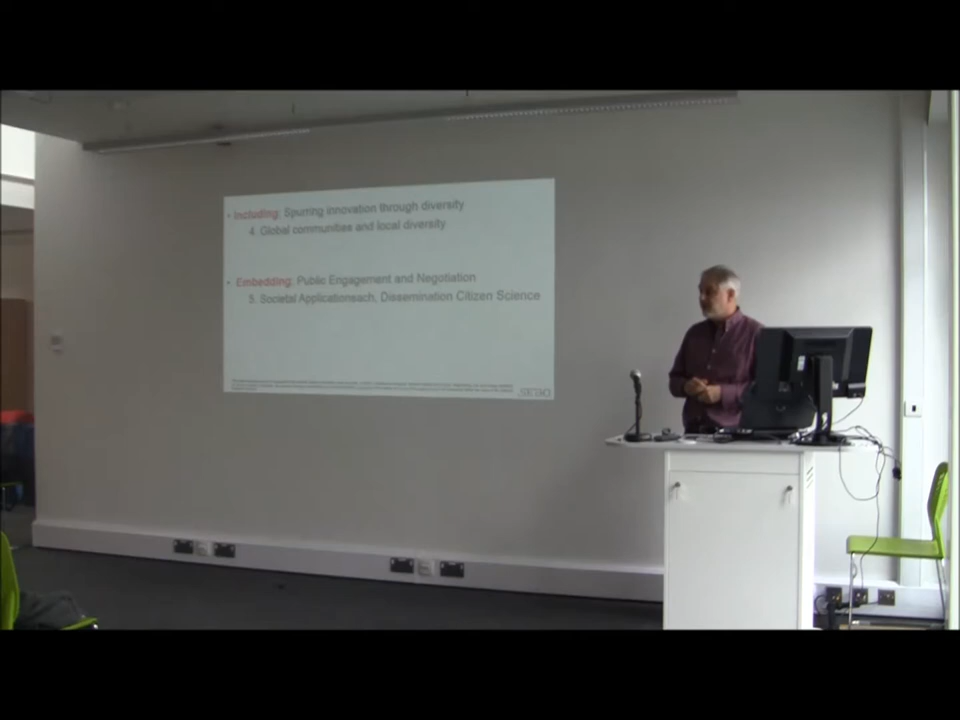 • Including: Spurring innovation through diversity
4. Global communities and local diversity
• Embedding: Public Engagement and Negotiation
5. Societal Applicationsach, Dissemination Citizen Science